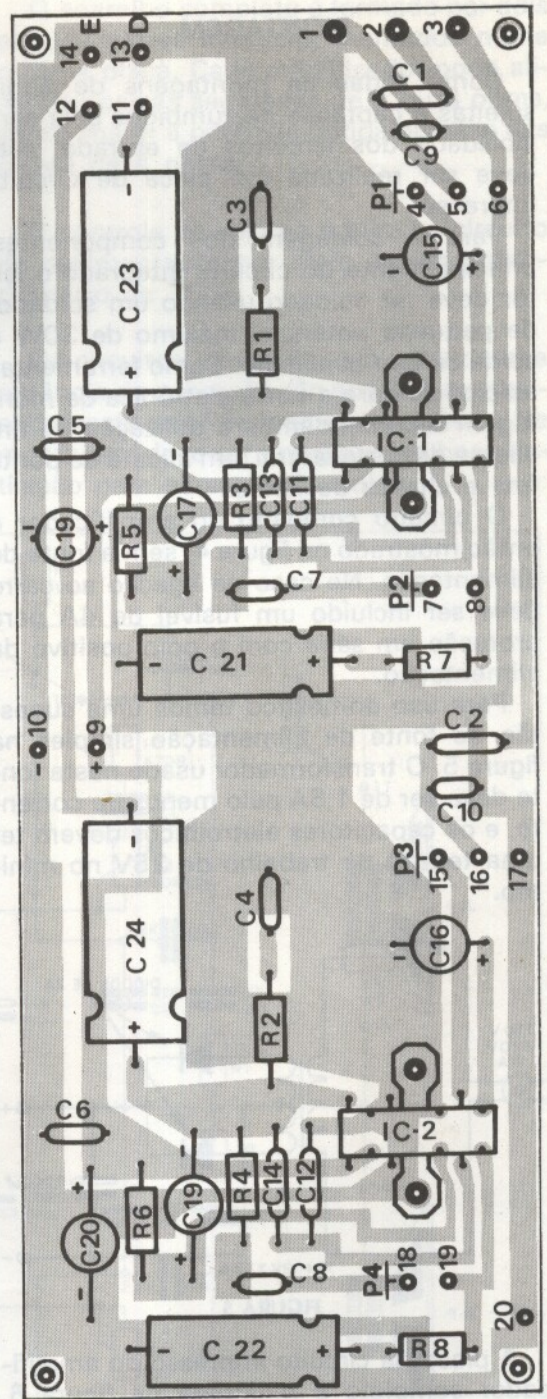 E D
14 13
12 11
1 2 3
C1
C9
P1
4 5 6
-
C23
+
C3
R1
-
C15
+
C5
IC-1
-
C19
+
R5
-
C17
+
R3
C13
C11
C7
P2
7 8
-
C 21
+
R7
10
-
9
+
C2
C10
P3
15 16 17
-
C 24
+
C4
R2
-
C16
+
C6
IC-2
+
C20
-
R6
-
C19
+
R4
C14
C12
C8
P4
18 19
20
-
C 22
+
R8